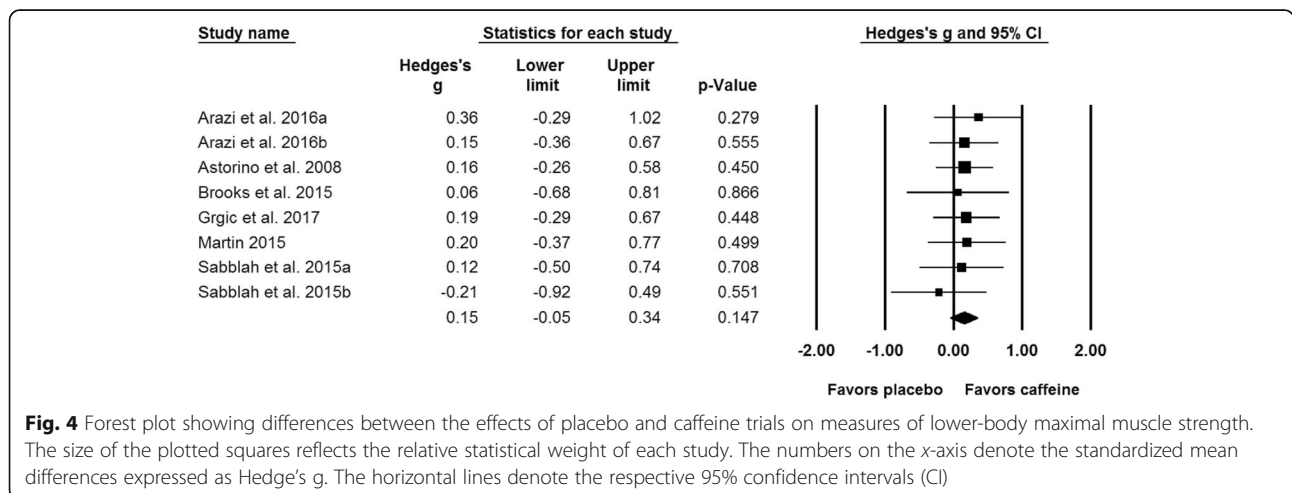 Study name Statistics for each study Hedges's g and 95% CI
Hedges's g Lower limit Upper limit p-Value
Arazi et al. 2016a 0.36 -0.29 1.02 0.279
Arazi et al. 2016b 0.15 -0.36 0.67 0.555
Astorino et al. 2008 0.16 -0.26 0.58 0.450
Brooks et al. 2015 0.06 -0.68 0.81 0.866
Grgic et al. 2017 0.19 -0.29 0.67 0.448
Martin 2015 0.20 -0.37 0.77 0.499
Sabblah et al. 2015a 0.12 -0.50 0.74 0.708
Sabblah et al. 2015b -0.21 -0.92 0.49 0.551
0.15 -0.05 0.34 0.147
-2.00 -1.00 0.00 1.00 2.00
Favors placebo Favors caffeine
Fig. 4 Forest plot showing differences between the effects of placebo and caffeine trials on measures of lower-body maximal muscle strength.
The size of the plotted squares reflects the relative statistical weight of each study. The numbers on the x-axis denote the standardized mean
differences expressed as Hedge's g. The horizontal lines denote the respective 95% confidence intervals (CI)